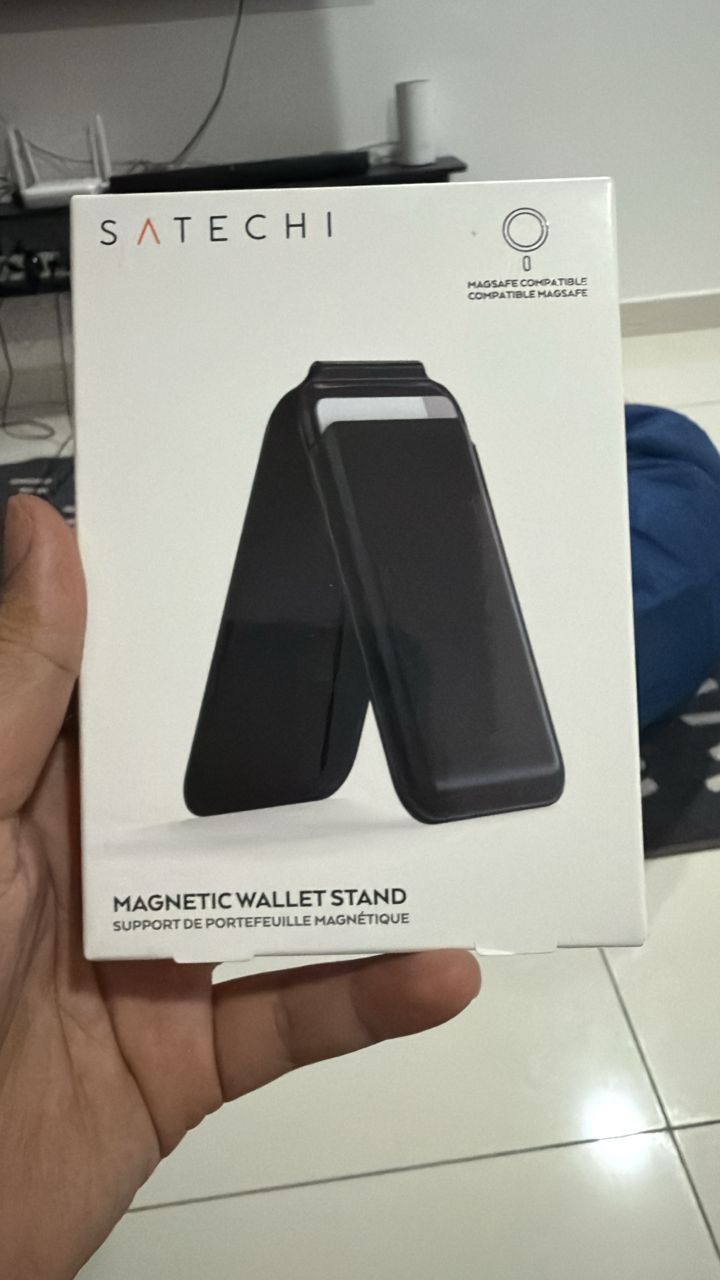 SATECHI
MAGSAFE COMPATIBLE
COMPATIBLE MAGSAFE
MAGNETIC WALLET STAND
SUPPORT DE PORTEFEUILLE MAGNÉTIQUE